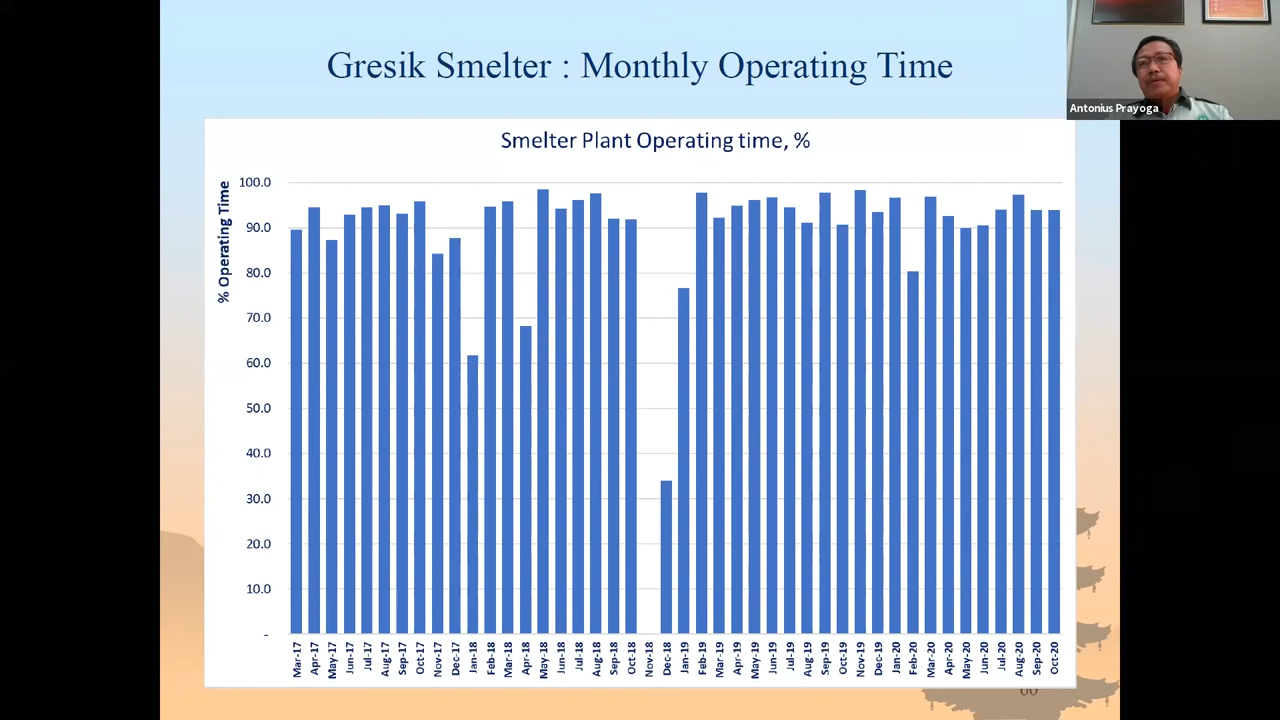 Gresik Smelter : Monthly Operating Time
Antonius Prayoga
Smelter Plant Operating time, %
% Operating Time
100.0
90.0
80.0
70.0
60.0
50.0
40.0
30.0
20.0
10.0
-
Mar-17 Apr-17 May-17 Jun-17 Jul-17 Aug-17 Sep-17 Oct-17 Nov-17 Dec-17 Jan-18 Feb-18 Mar-18 Apr-18 May-18 Jun-18 Jul-18 Aug-18 Sep-18 Oct-18 Nov-18 Dec-18 Jan-19 Feb-19 Mar-19 Apr-19 May-19 Jun-19 Jul-19 Aug-19 Sep-19 Oct-19 Nov-19 Dec-19 Jan-20 Feb-20 Mar-20 Apr-20 May-20 Jun-20 Jul-20 Aug-20 Sep-20 Oct-20